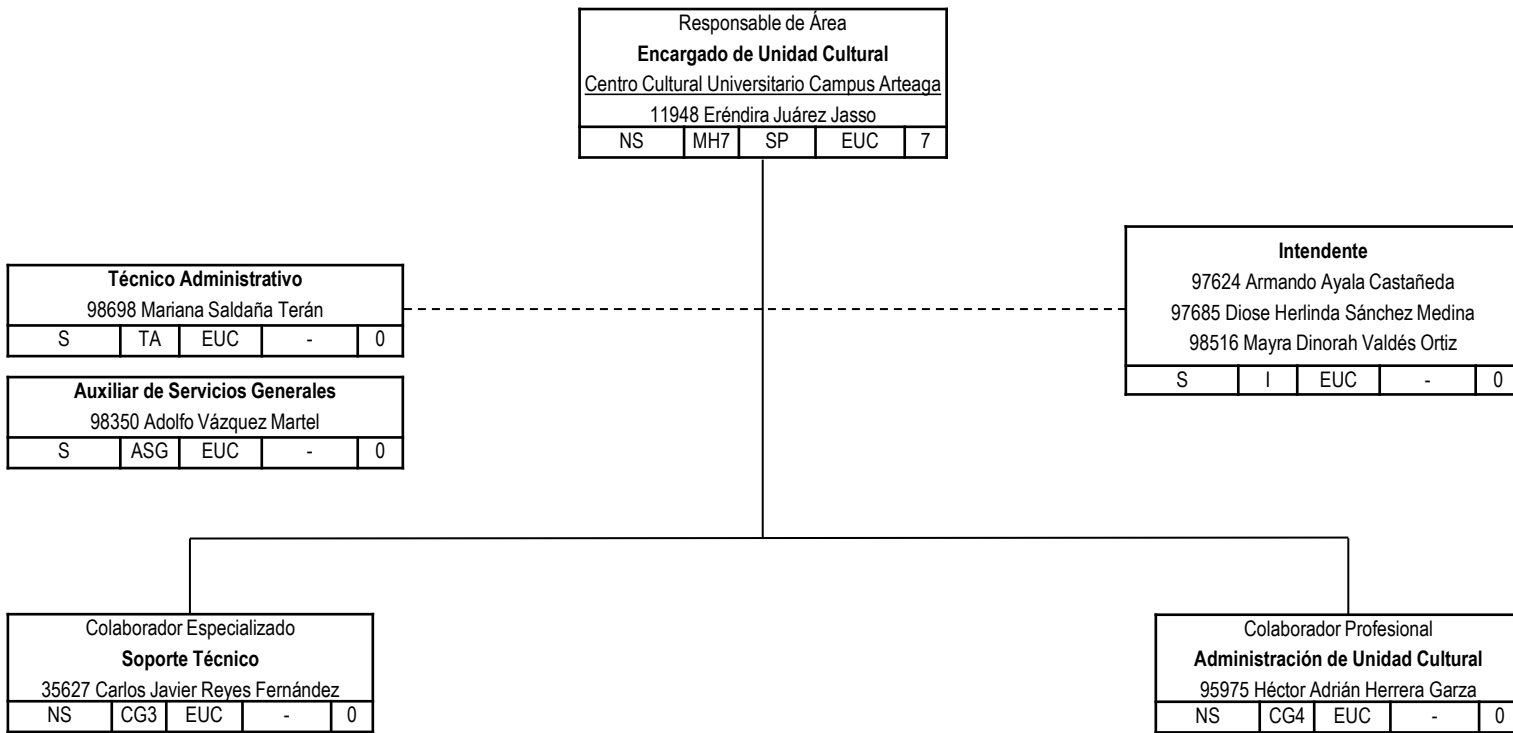 Responsable de Área
Encargado de Unidad Cultural
Centro Cultural Universitario Campus Arteaga
11948 Eréndira Juárez Jasso
NS MH7 SP EUC 7
Técnico Administrativo
98698 Mariana Saldaña Terán
S TA EUC - 0
Auxiliar de Servicios Generales
98350 Adolfo Vázquez Martel
S ASG EUC - 0
Intendente
97624 Armando Ayala Castañeda
97685 Diose Herlinda Sánchez Medina
98516 Mayra Dinorah Valdés Ortiz
S I EUC - 0
Colaborador Especializado
Soporte Técnico
35627 Carlos Javier Reyes Fernández
NS CG3 EUC - 0
Colaborador Profesional
Administración de Unidad Cultural
95975 Héctor Adrián Herrera Garza
NS CG4 EUC - 0